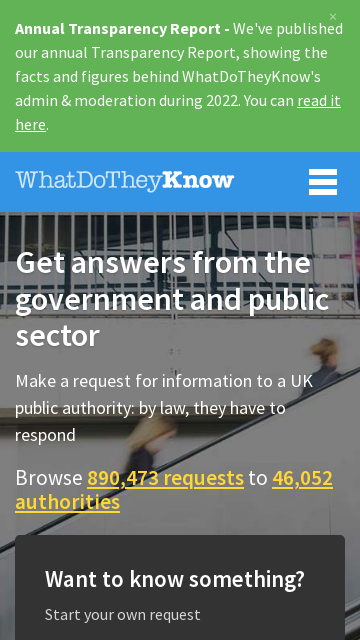 ×
Annual Transparency Report - We've published
our annual Transparency Report, showing the
facts and figures behind WhatDoTheyKnow's
admin & moderation during 2022. You can read it
here.
WhatDoTheyKnow
Get answers from the
government and public
sector
Make a request for information to a UK
public authority: by law, they have to
respond
Browse 890,473 requests to 46,052
authorities
Want to know something?
Start your own request